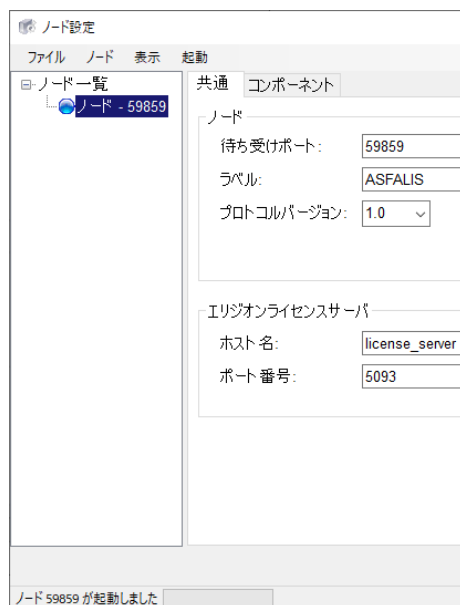 ノード設定
ファイル ノード 表示 起動
ノード一覧
ノード - 59859
共通 コンポーネント
ノード
待ち受けポート: 59859
ラベル: ASFALIS
プロトコルバージョン: 1.0
エリジオンライセンスサーバ
ホスト名: license_server
ポート番号: 5093
ノード 59859 が起動しました